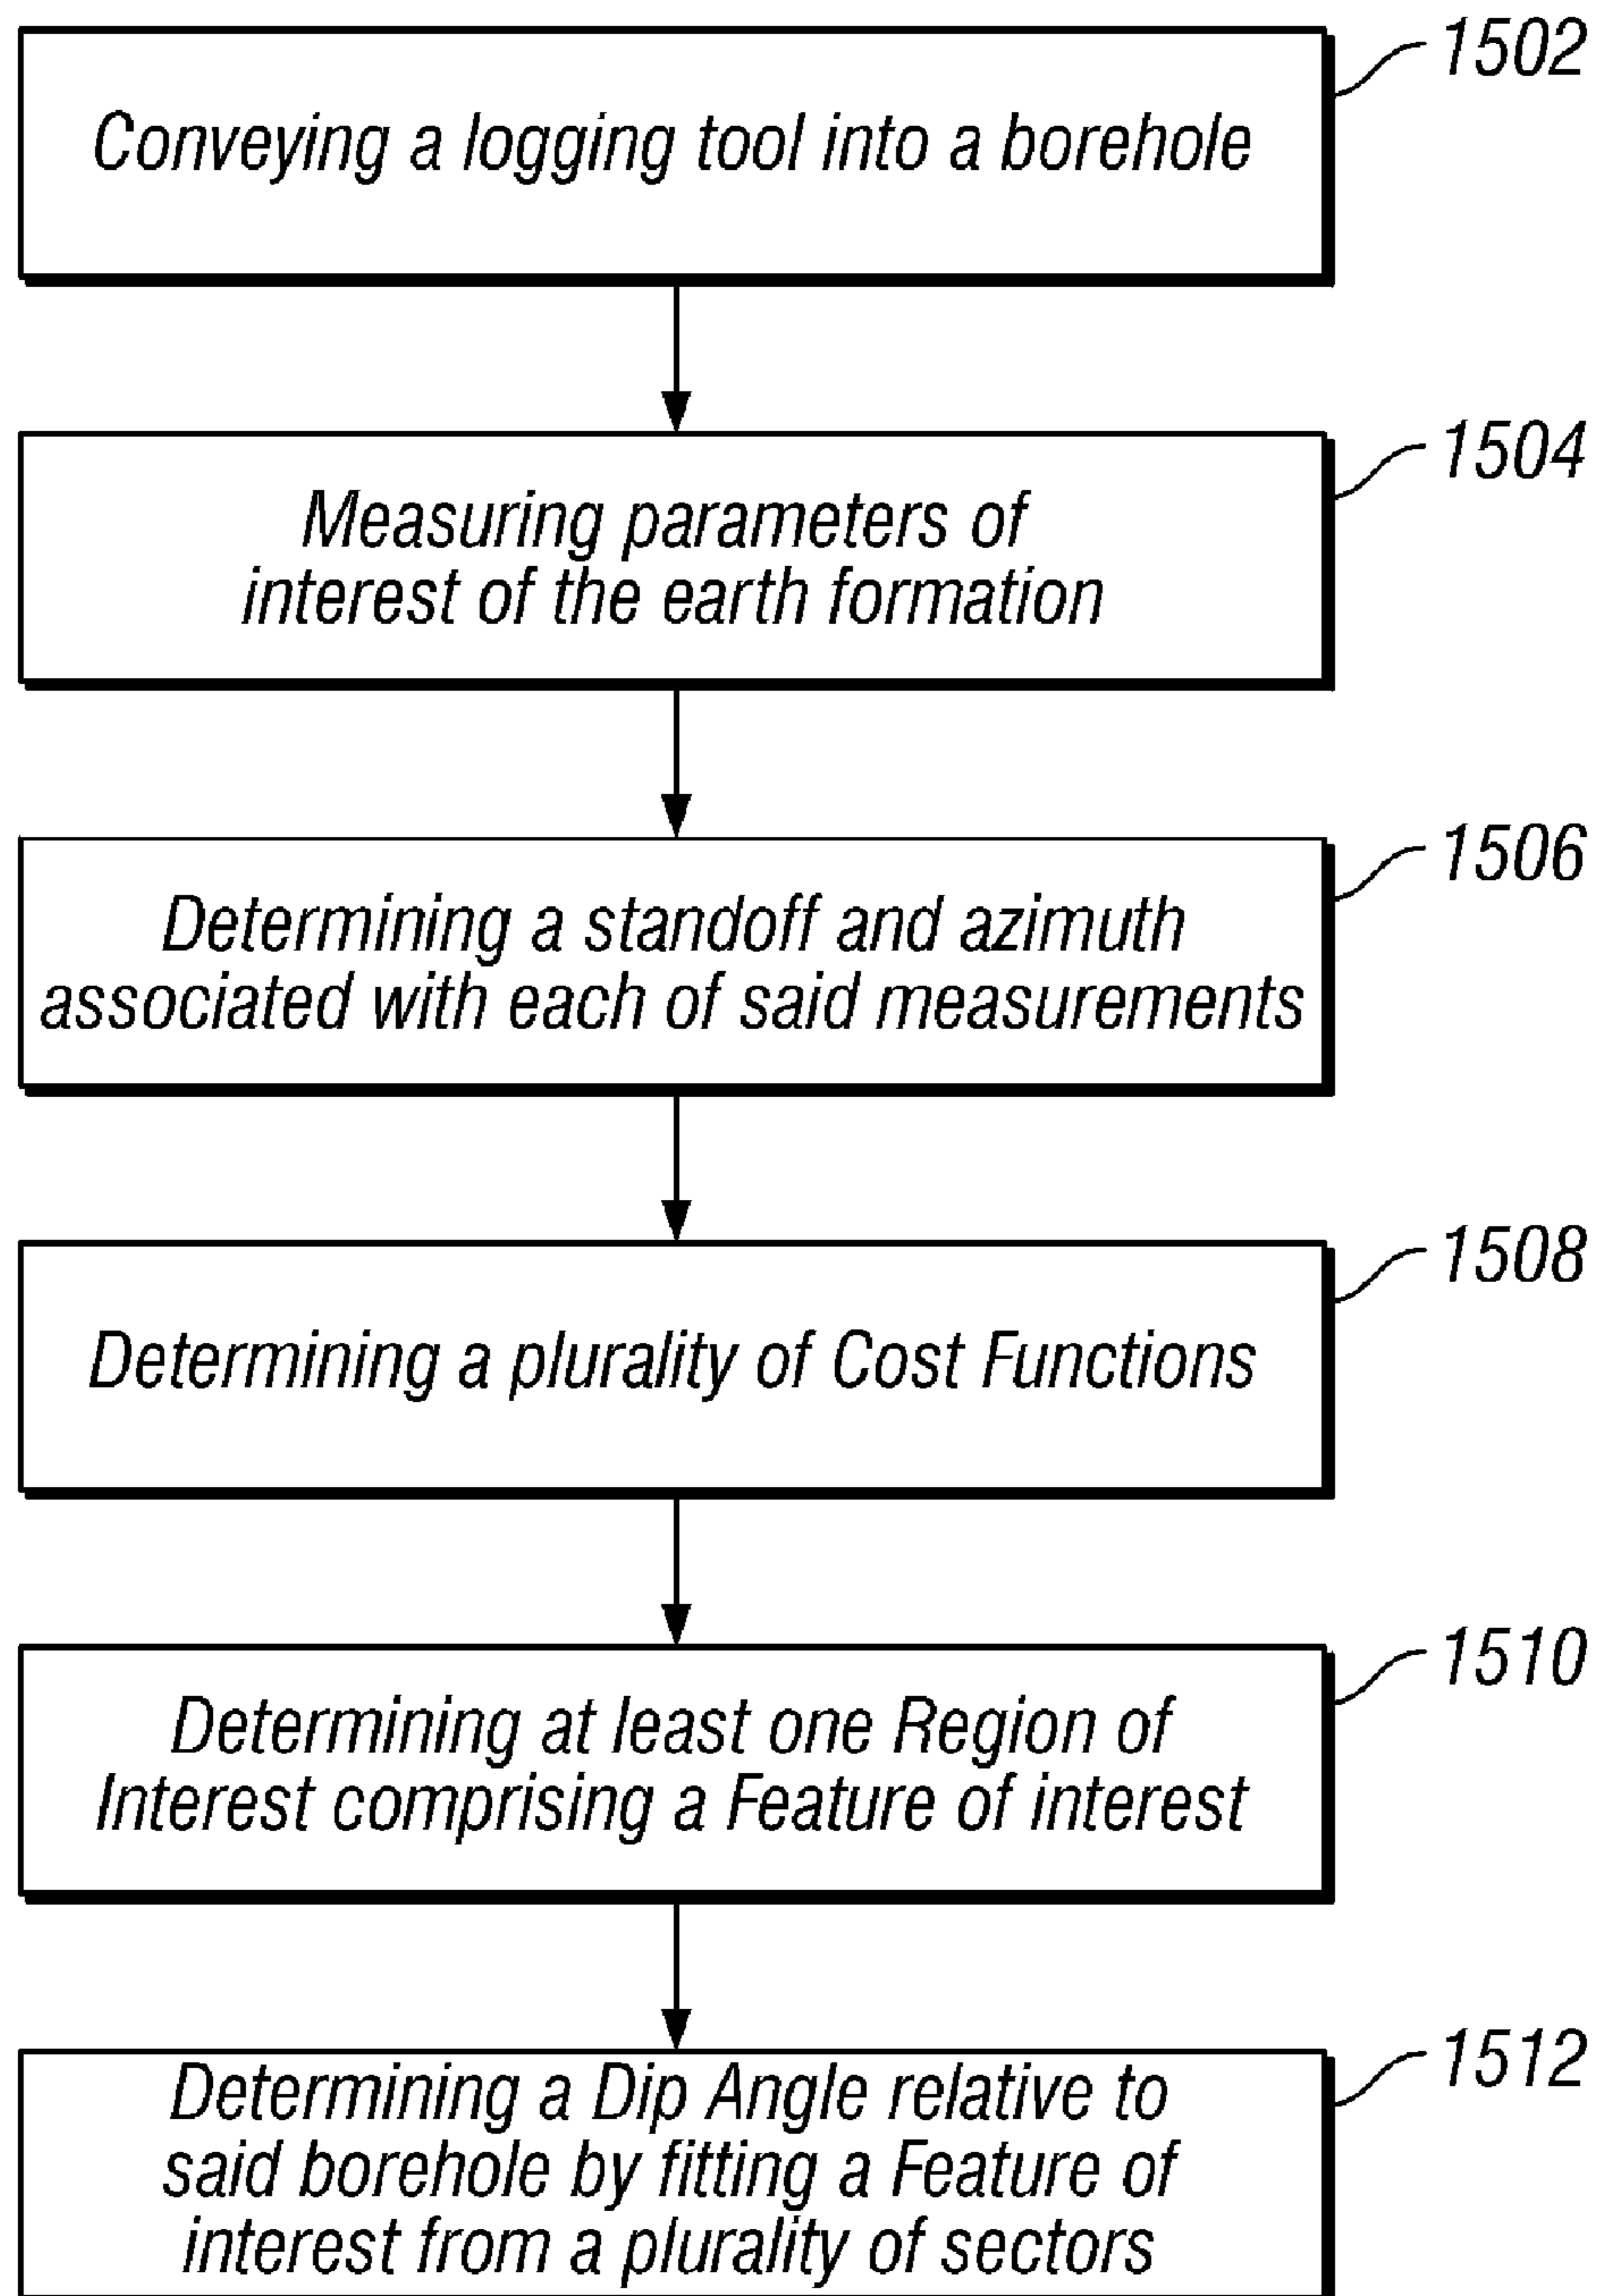 1502
Conveying a logging tool into a borehole
1504
Measuring parameters of
interest of the earth formation
1506
Determining a standoff and azimuth
associated with each of said measurements
1508
Determining a plurality of Cost Functions
1510
Determining at least one Region of
Interest comprising a Feature of interest
1512
Determining a Dip Angle relative to
said borehole by fitting a Feature of
interest from a plurality of sectors